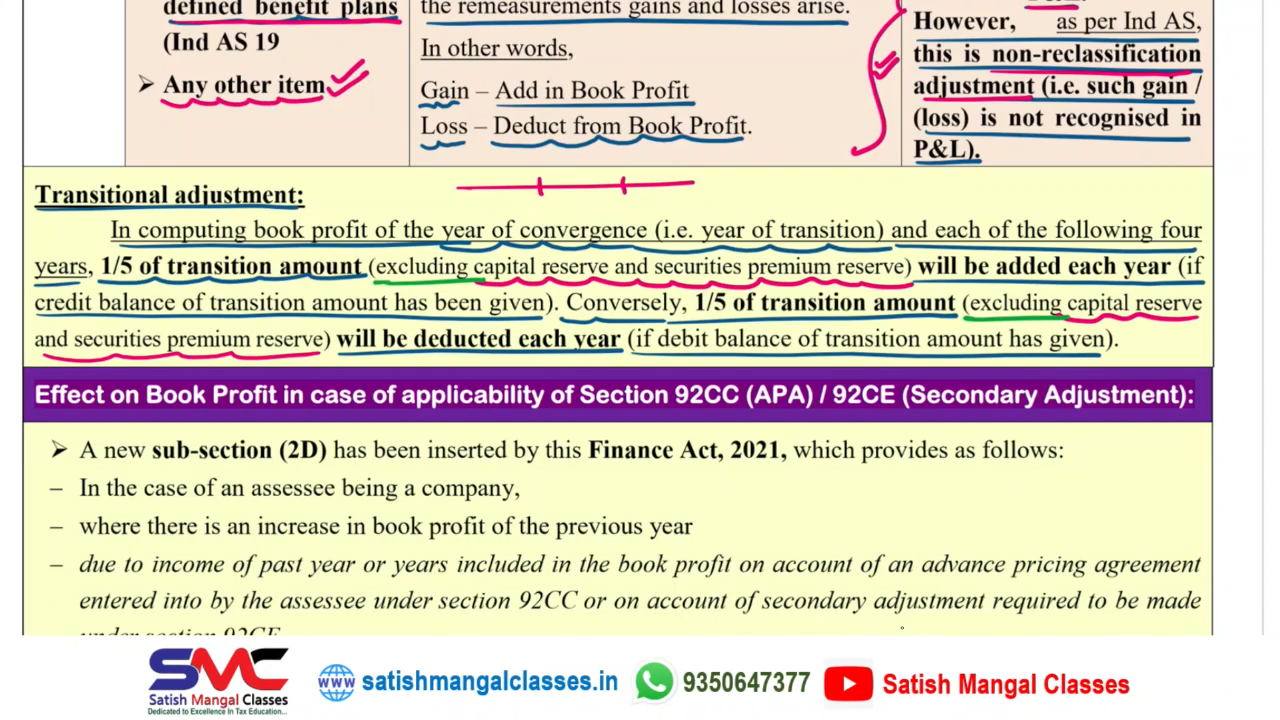 defined benefit plans
(Ind AS 19
➢ Any other item
the remeasurements gains and losses arise.
In other words,
Gain – Add in Book Profit
Loss – Deduct from Book Profit.
However, as per Ind AS,
this is non-reclassification
adjustment (i.e. such gain /
(loss) is not recognised in
P&L).
Transitional adjustment:
In computing book profit of the year of convergence (i.e. year of transition) and each of the following four
years, 1/5 of transition amount (excluding capital reserve and securities premium reserve) will be added each year (if
credit balance of transition amount has been given). Conversely, 1/5 of transition amount (excluding capital reserve
and securities premium reserve) will be deducted each year (if debit balance of transition amount has given).
Effect on Book Profit in case of applicability of Section 92CC (APA) / 92CE (Secondary Adjustment):
➢ A new sub-section (2D) has been inserted by this Finance Act, 2021, which provides as follows:
– In the case of an assessee being a company,
– where there is an increase in book profit of the previous year
– due to income of past year or years included in the book profit on account of an advance pricing agreement
entered into by the assessee under section 92CC or on account of secondary adjustment required to be made
under section 92CE
SMC
Satish Mangal Classes
Dedicated to Excellence In Tax Education...
www satishmangalclasses.in
9350647377
Satish Mangal Classes